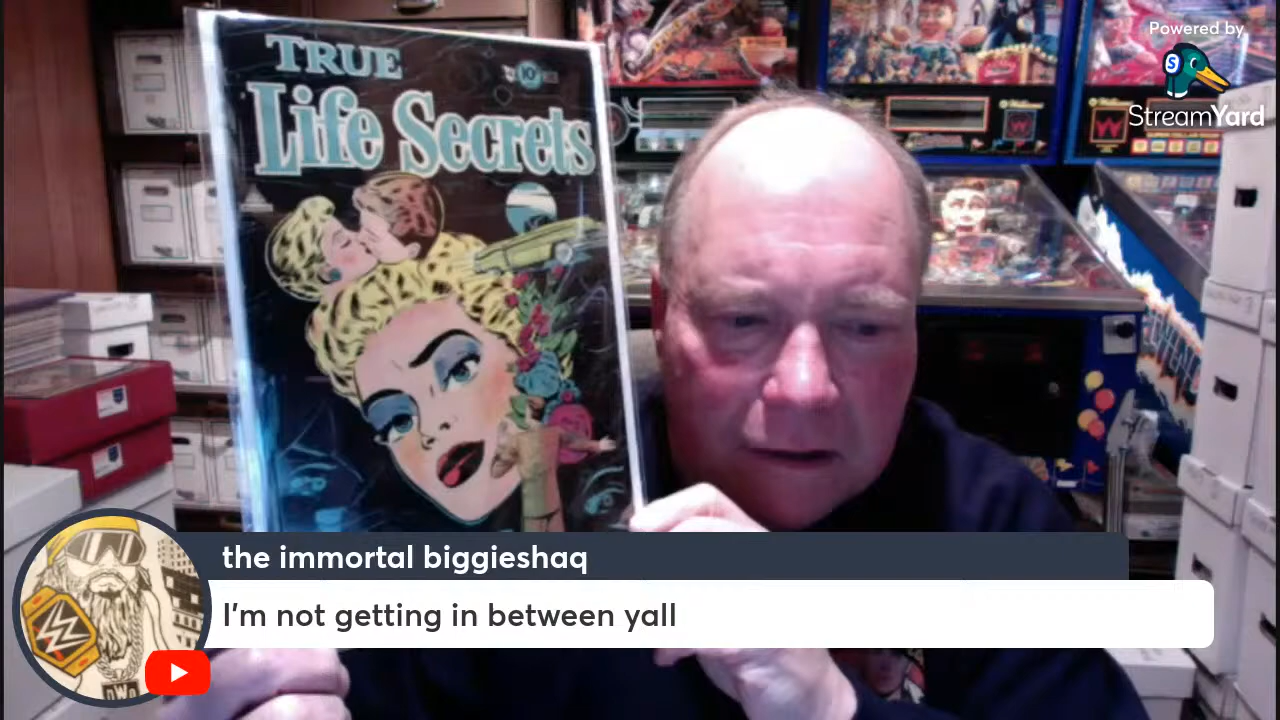 Powered by
StreamYard
TRUE
10¢
Life Secrets
the immortal biggieshaq
I'm not getting in between yall